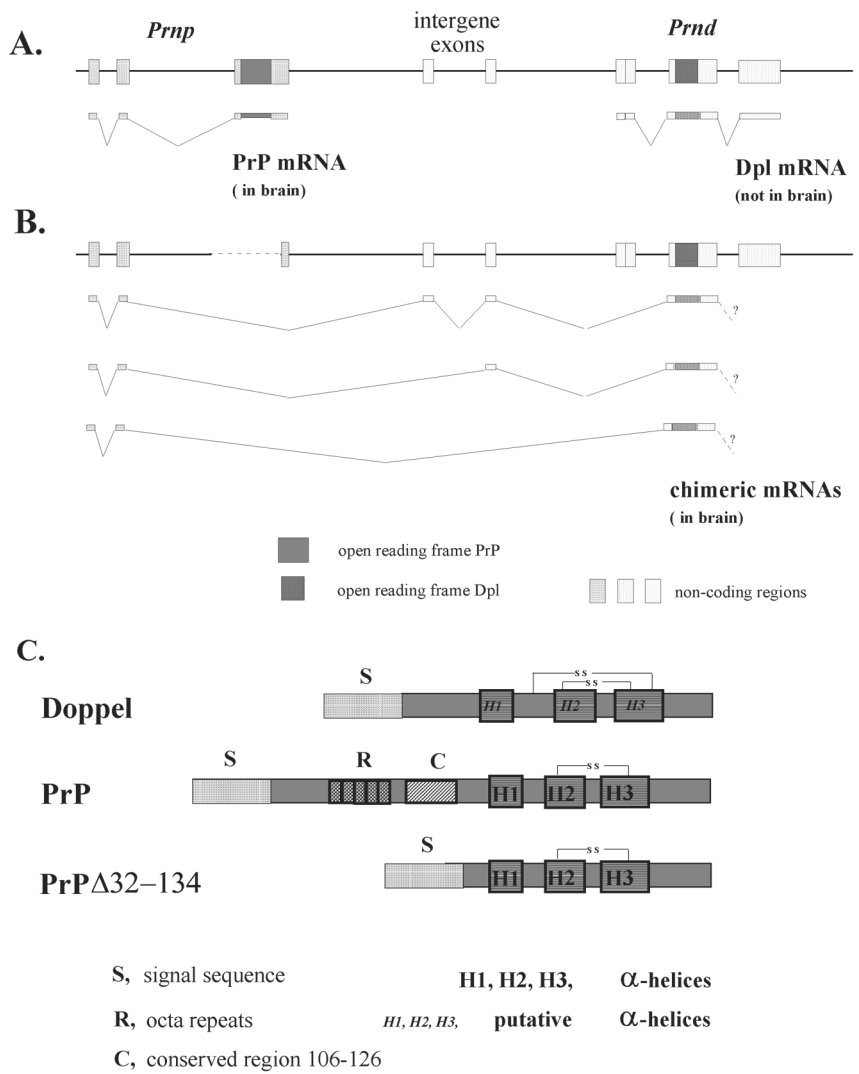 A.
Prnp
intergene
exons
Prnd
PrP mRNA
( in brain)
Dpl mRNA
(not in brain)
B.
?
?
?
chimeric mRNAs
( in brain)
open reading frame PrP
open reading frame Dpl
non-coding regions
C.
Doppel
S
ss
ss
H1
H2
H3
PrP
S
R
C
ss
H1
H2
H3
PrPΔ32–134
S
ss
H1
H2
H3
S, signal sequence
H1, H2, H3, α-helices
R, octa repeats
H1, H2, H3, putative α-helices
C, conserved region 106-126